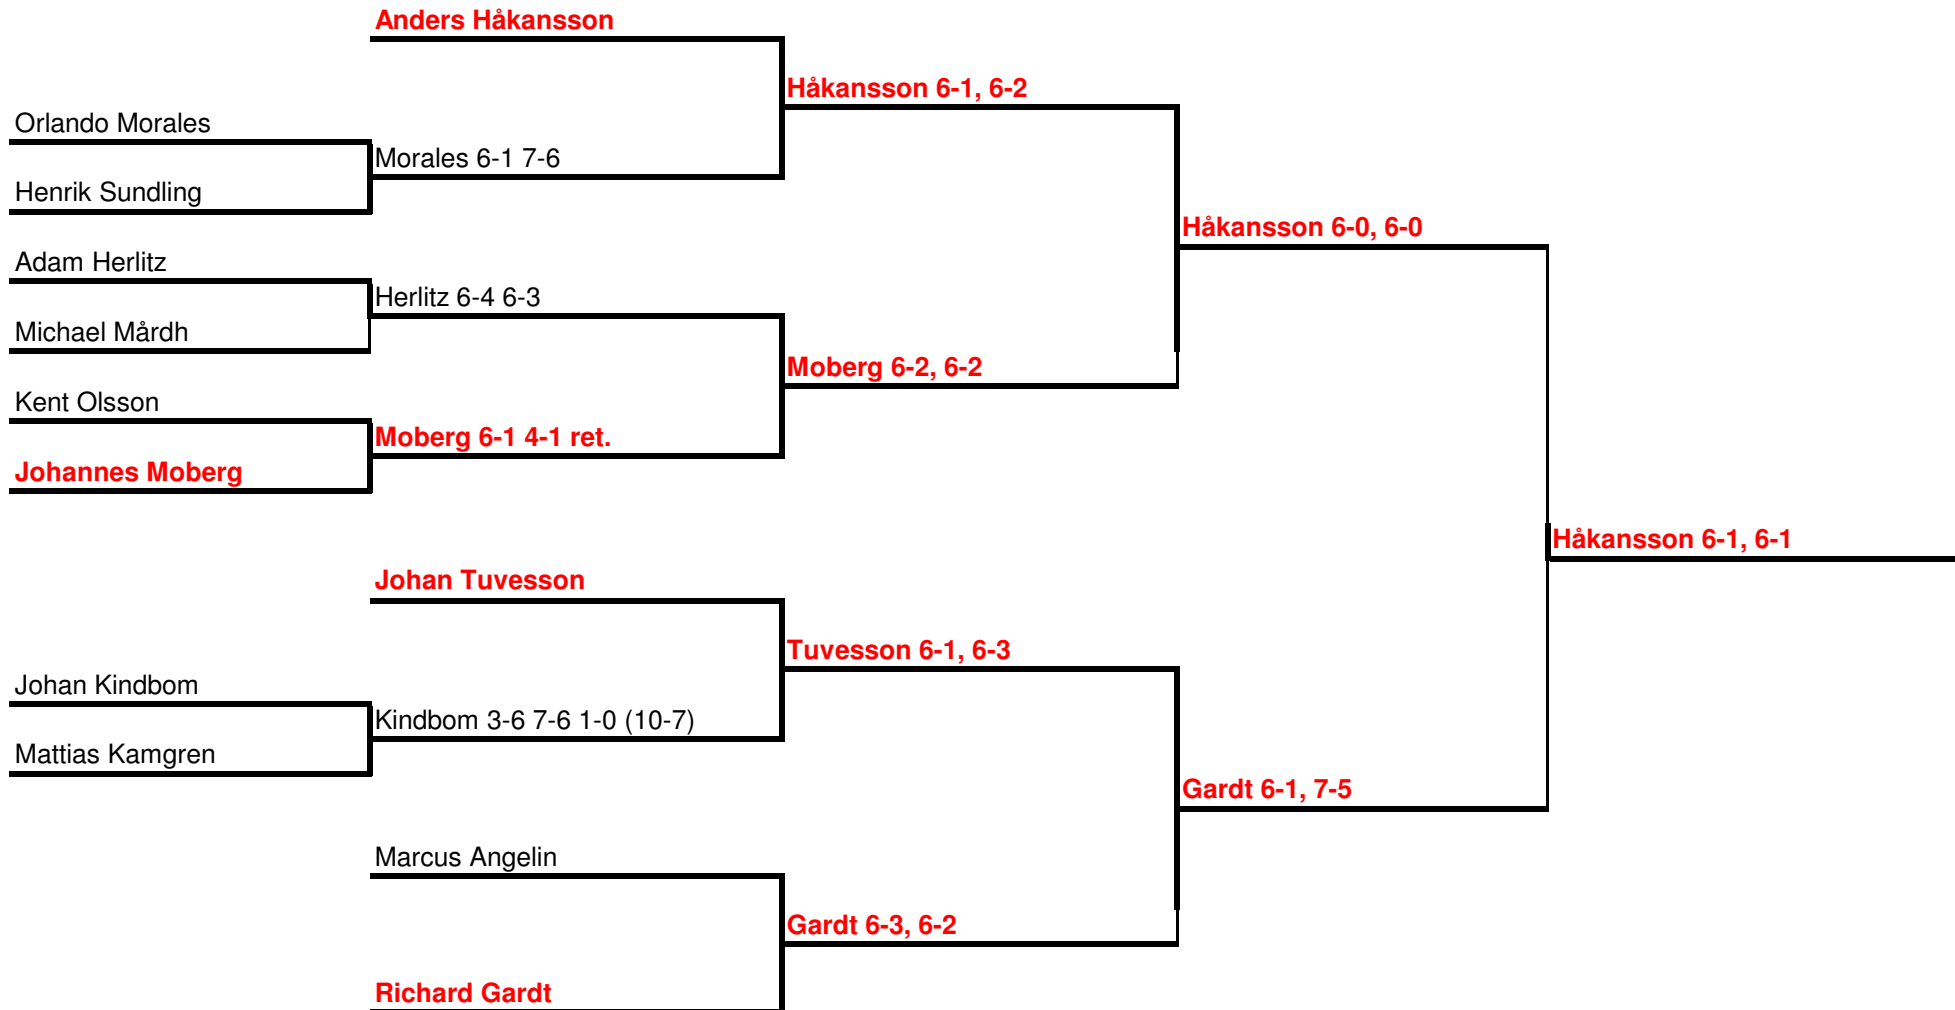 Anders Håkansson
Håkansson 6-1, 6-2
Orlando Morales
Morales 6-1 7-6
Henrik Sundling
Håkansson 6-0, 6-0
Adam Herlitz
Herlitz 6-4 6-3
Michael Mårdh
Moberg 6-2, 6-2
Kent Olsson
Moberg 6-1 4-1 ret.
Johannes Moberg
Håkansson 6-1, 6-1
Johan Tuvesson
Tuvesson 6-1, 6-3
Johan Kindbom
Kindbom 3-6 7-6 1-0 (10-7)
Mattias Kamgren
Gardt 6-1, 7-5
Marcus Angelin
Gardt 6-3, 6-2
Richard Gardt